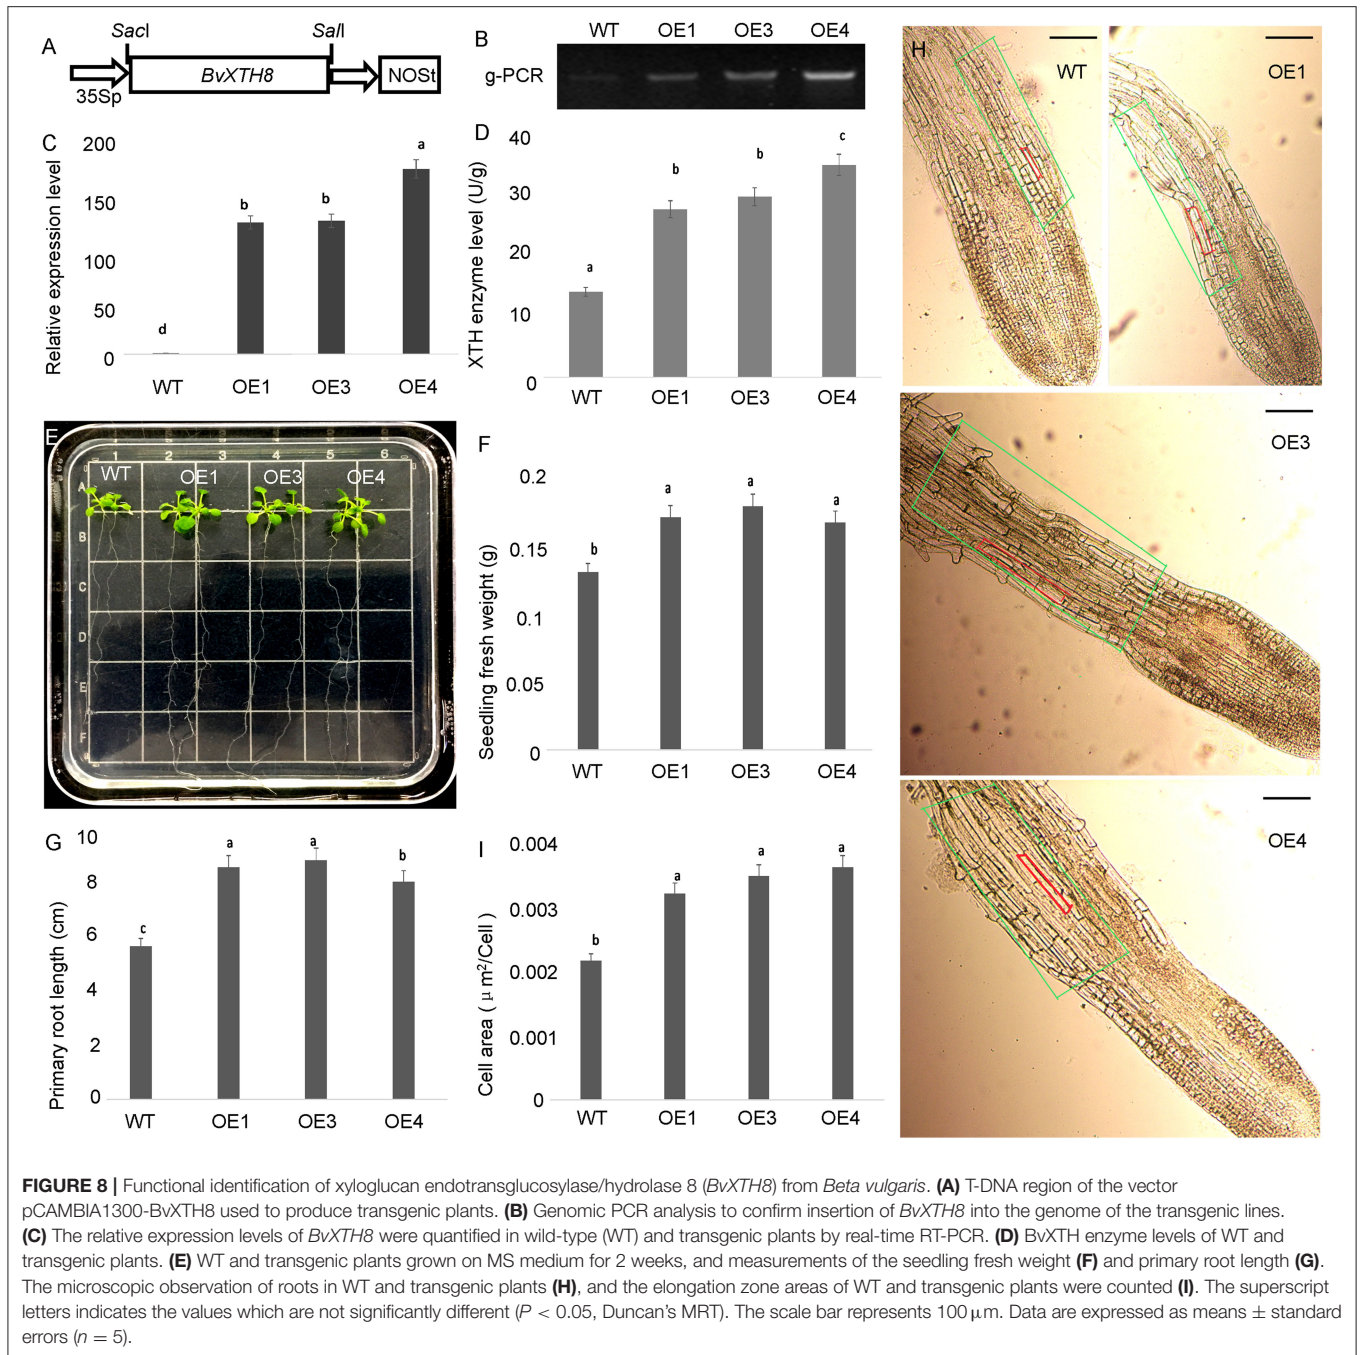 A
SacI
SalI
BvXTH8
NOSt
35Sp
B
WT OE1 OE3 OE4
g-PCR
C
Relative expression level
200
150
100
50
0
d
b
b
a
WT OE1 OE3 OE4
D
XTH enzyme level (U/g)
40
30
20
10
0
a
b
b
c
WT OE1 OE3 OE4
E
1 2 3 4 5 6
WT OE1 OE3 OE4
A
B
C
D
E
F
F
Seedling fresh weight (g)
0.2
0.15
0.1
0.05
0
b
a
a
a
WT OE1 OE3 OE4
G
Primary root length (cm)
10
8
6
4
2
0
c
a
a
b
WT OE1 OE3 OE4
H
WT
OE1
OE3
OE4
I
Cell area ( μ m²/Cell )
0.004
0.003
0.002
0.001
0
b
a
a
a
WT OE1 OE3 OE4
FIGURE 8 | Functional identification of xyloglucan endotransglucosylase/hydrolase 8 (BvXTH8) from Beta vulgaris. (A) T-DNA region of the vector
pCAMBIA1300-BvXTH8 used to produce transgenic plants. (B) Genomic PCR analysis to confirm insertion of BvXTH8 into the genome of the transgenic lines.
(C) The relative expression levels of BvXTH8 were quantified in wild-type (WT) and transgenic plants by real-time RT-PCR. (D) BvXTH enzyme levels of WT and
transgenic plants. (E) WT and transgenic plants grown on MS medium for 2 weeks, and measurements of the seedling fresh weight (F) and primary root length (G).
The microscopic observation of roots in WT and transgenic plants (H), and the elongation zone areas of WT and transgenic plants were counted (I). The superscript
letters indicates the values which are not significantly different (P < 0.05, Duncan's MRT). The scale bar represents 100 μm. Data are expressed as means ± standard
errors (n = 5).